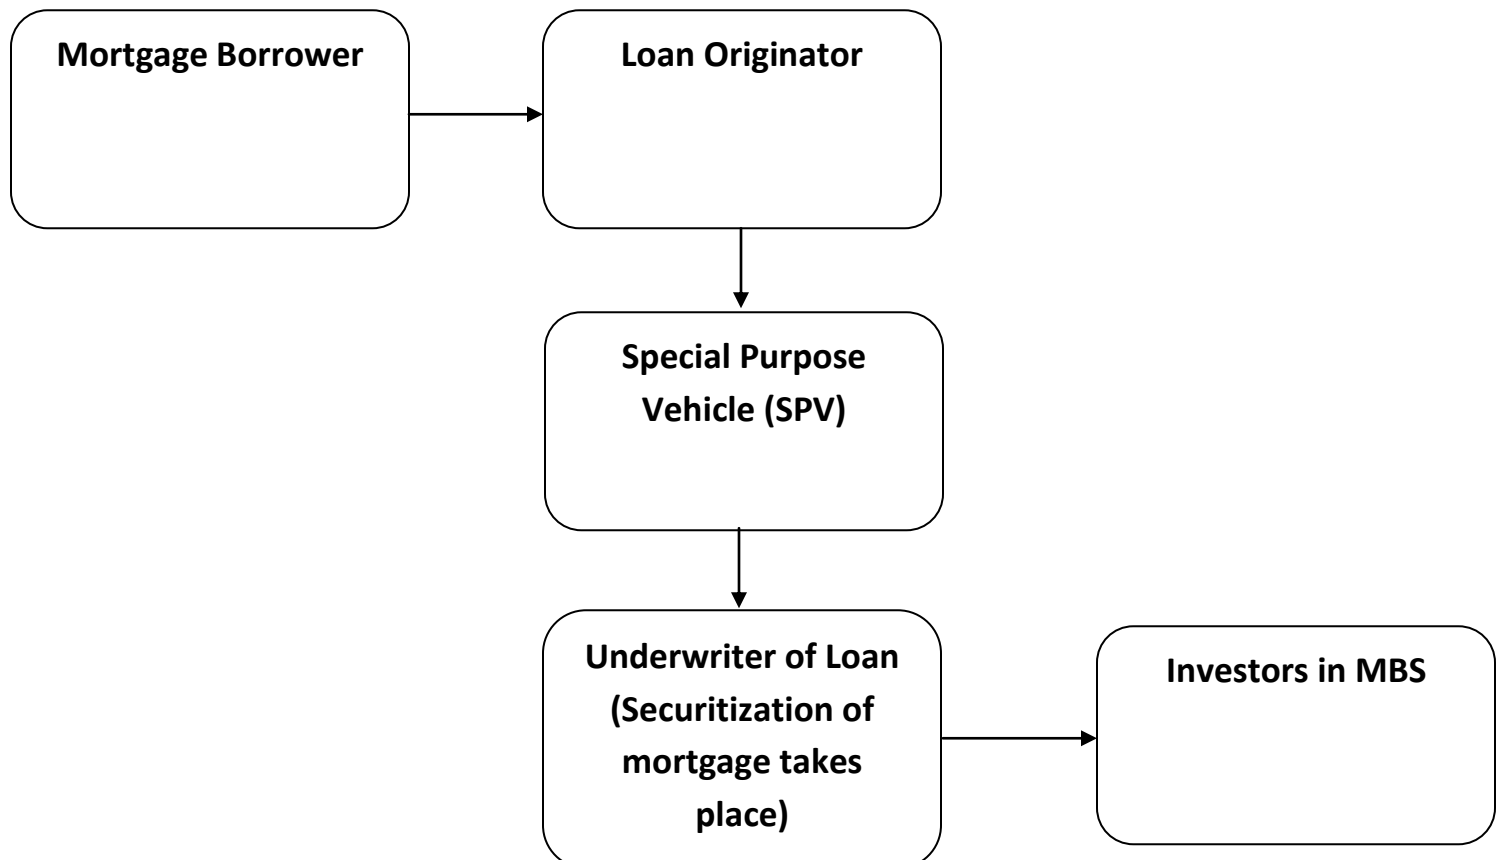 Mortgage Borrower
Loan Originator
Special Purpose
Vehicle (SPV)
Underwriter of Loan
(Securitization of
mortgage takes
place)
Investors in MBS